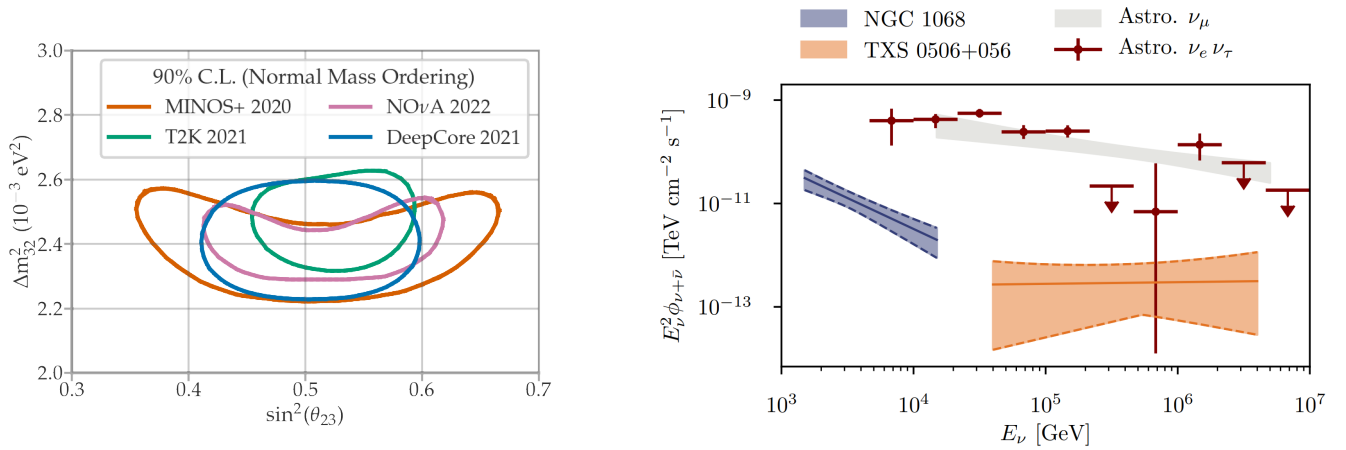 3.0
2.8
2.6
2.4
2.2
2.0
Δm²₃₂ (10⁻³ eV²)
90% C.L. (Normal Mass Ordering)
MINOS+ 2020
NOνA 2022
T2K 2021
DeepCore 2021
0.3 0.4 0.5 0.6 0.7
sin²(θ₂₃)
NGC 1068
Astro. ν_μ
TXS 0506+056
Astro. ν_e ν_τ
10⁻⁹
10⁻¹¹
10⁻¹³
E²_ν ϕ_ν+ν̄ [TeV cm⁻² s⁻¹]
10³ 10⁴ 10⁵ 10⁶ 10⁷
E_ν [GeV]